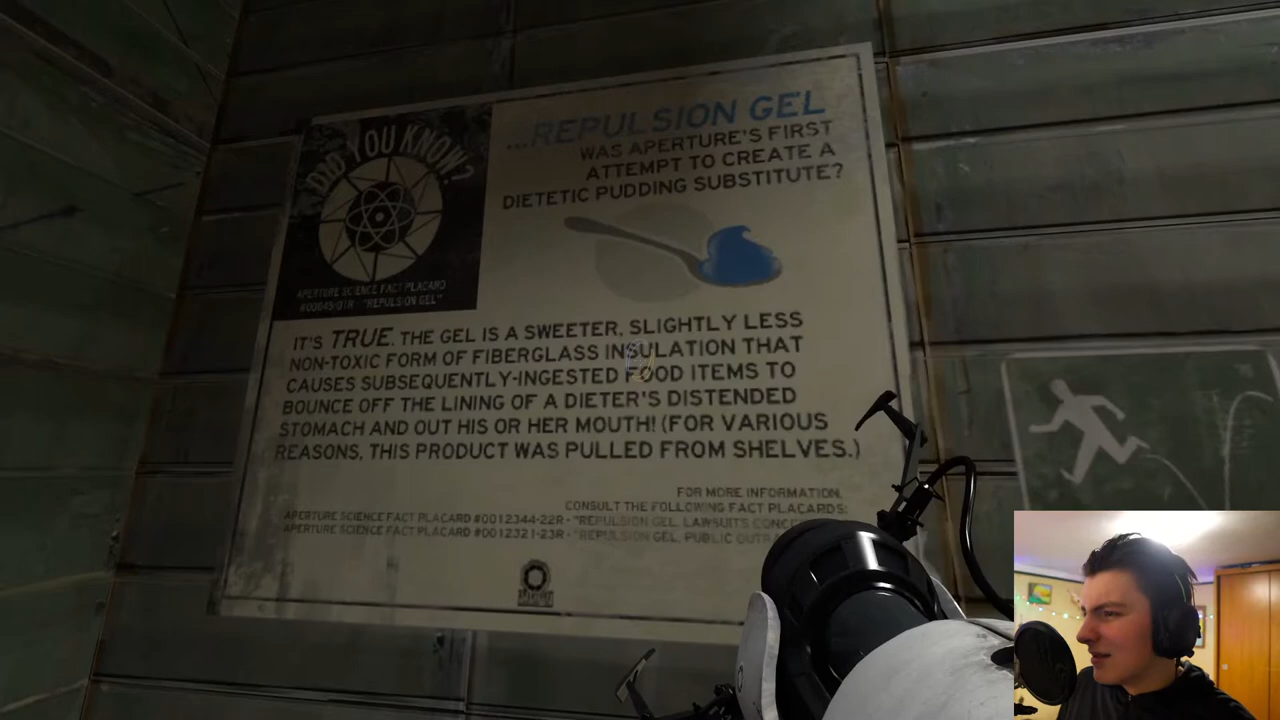 DID YOU KNOW?
APERTURE SCIENCE FACT PLACARD
#00045-01R - "REPULSION GEL"
...REPULSION GEL
WAS APERTURE'S FIRST
ATTEMPT TO CREATE A
DIETETIC PUDDING SUBSTITUTE?
IT'S TRUE. THE GEL IS A SWEETER, SLIGHTLY LESS
NON-TOXIC FORM OF FIBERGLASS INSULATION THAT
CAUSES SUBSEQUENTLY-INGESTED FOOD ITEMS TO
BOUNCE OFF THE LINING OF A DIETER'S DISTENDED
STOMACH AND OUT HIS OR HER MOUTH! (FOR VARIOUS
REASONS, THIS PRODUCT WAS PULLED FROM SHELVES.)
FOR MORE INFORMATION,
CONSULT THE FOLLOWING FACT PLACARDS:
APERTURE SCIENCE FACT PLACARD #0012344-22R - "REPULSION GEL, LAWSUITS
APERTURE SCIENCE FACT PLACARD #0012321-23R - "REPULSION GEL, PUBLIC